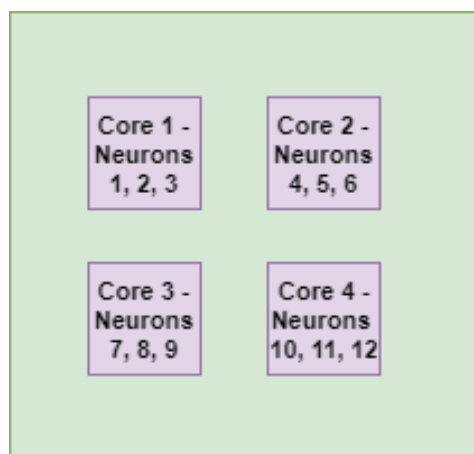 Core 1 -
Neurons
1, 2, 3
Core 2 -
Neurons
4, 5, 6
Core 3 -
Neurons
7, 8, 9
Core 4 -
Neurons
10, 11, 12